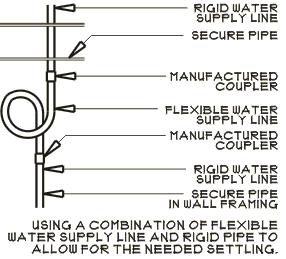 RIGID WATER
SUPPLY LINE
SECURE PIPE
MANUFACTURED
COUPLER
FLEXIBLE WATER
SUPPLY LINE
MANUFACTURED
COUPLER
RIGID WATER
SUPPLY LINE
SECURE PIPE
IN WALL FRAMING
USING A COMBINATION OF FLEXIBLE
WATER SUPPLY LINE AND RIGID PIPE TO
ALLOW FOR THE NEEDED SETTLING.